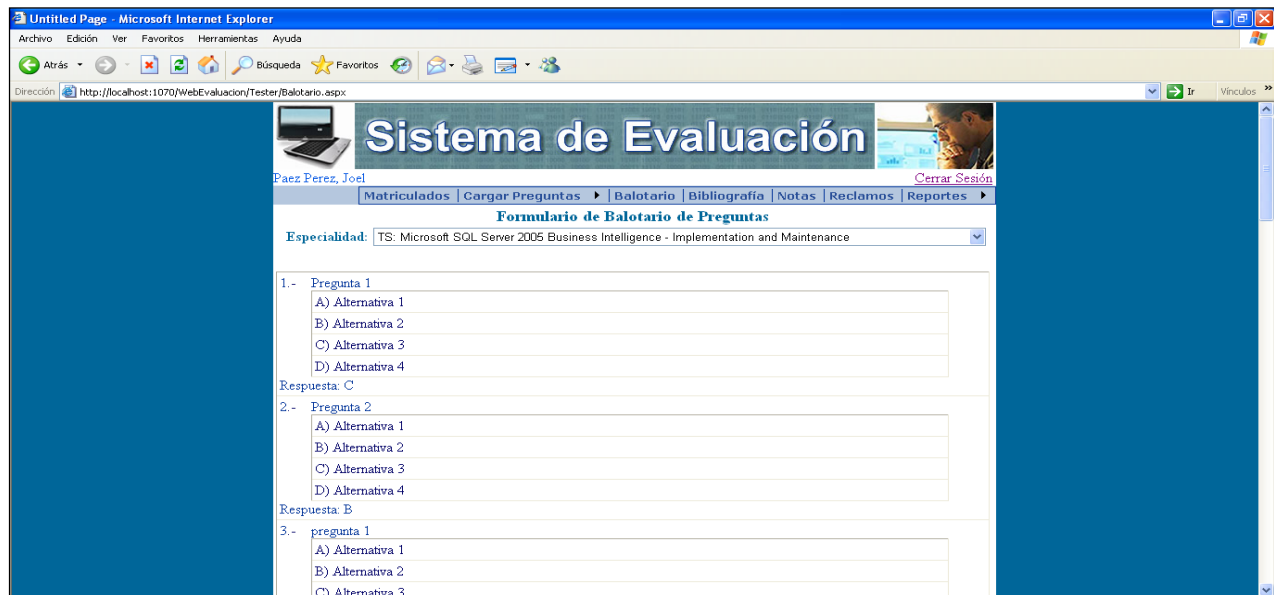 Untitled Page - Microsoft Internet Explorer
Archivo Edición Ver Favoritos Herramientas Ayuda
Atrás Búsqueda Favoritos
Dirección http://localhost:1070/WebEvaluacion/Tester/Balotario.aspx Ir Vínculos »
Sistema de Evaluación
Paez Perez, Joel Cerrar Sesión
Matriculados | Cargar Preguntas | Balotario | Bibliografía | Notas | Reclamos | Reportes
Formulario de Balotario de Preguntas
Especialidad: TS: Microsoft SQL Server 2005 Business Intelligence - Implementation and Maintenance
1.- Pregunta 1
A) Alternativa 1
B) Alternativa 2
C) Alternativa 3
D) Alternativa 4
Respuesta: C
2.- Pregunta 2
A) Alternativa 1
B) Alternativa 2
C) Alternativa 3
D) Alternativa 4
Respuesta: B
3.- pregunta 1
A) Alternativa 1
B) Alternativa 2
C) Alternativa 3